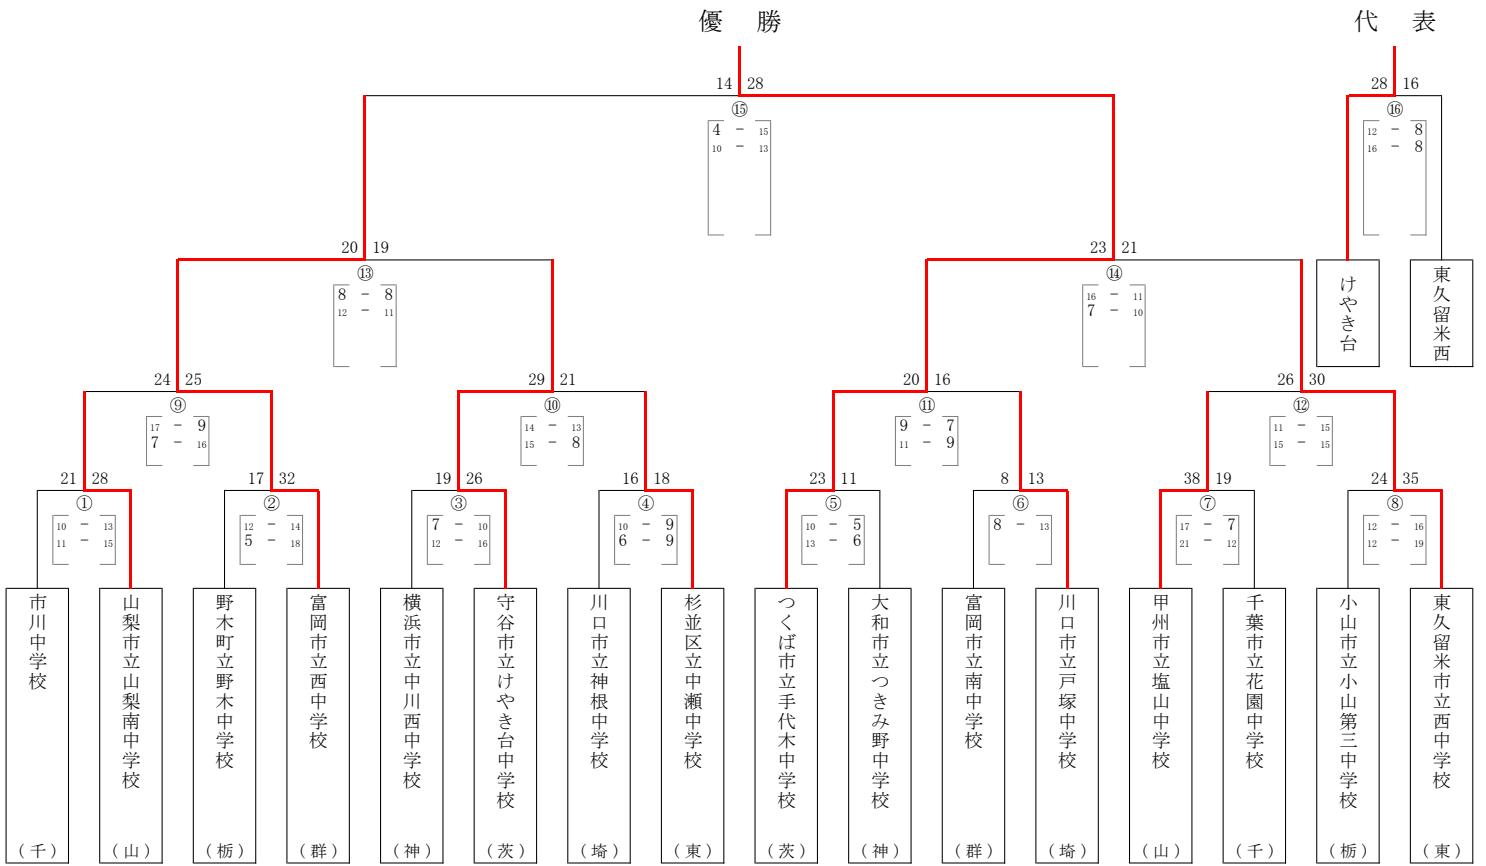 優　勝
代　表
14 28
28 16
⑮
⑯
4 - 15
10 - 13
12 - 8
16 - 8
20 19
23 21
⑬
⑭
8 - 8
12 - 11
16 - 11
7 - 10
けやき台
東久留米西
24 25
29 21
20 16
26 30
⑨
⑩
⑪
⑫
17 - 9
7 - 16
14 - 13
15 - 8
9 - 7
11 - 9
11 - 15
15 - 15
21 28
17 32
19 26
16 18
23 11
8 13
38 19
24 35
①
②
③
④
⑤
⑥
⑦
⑧
10 - 13
11 - 15
12 - 14
5 - 18
7 - 10
12 - 16
10 - 9
6 - 9
10 - 5
13 - 6
8 - 13
17 - 7
21 - 12
12 - 16
12 - 19
市川中学校
（千）
山梨市立山梨南中学校
（山）
野木町立野木中学校
（栃）
富岡市立西中学校
（群）
横浜市立中川西中学校
（神）
守谷市立けやき台中学校
（茨）
川口市立神根中学校
（埼）
杉並区立中瀬中学校
（東）
つくば市立手代木中学校
（茨）
大和市立つきみ野中学校
（神）
富岡市立南中学校
（群）
川口市立戸塚中学校
（埼）
甲州市立塩山中学校
（山）
千葉市立花園中学校
（千）
小山市立小山第三中学校
（栃）
東久留米市立西中学校
（東）